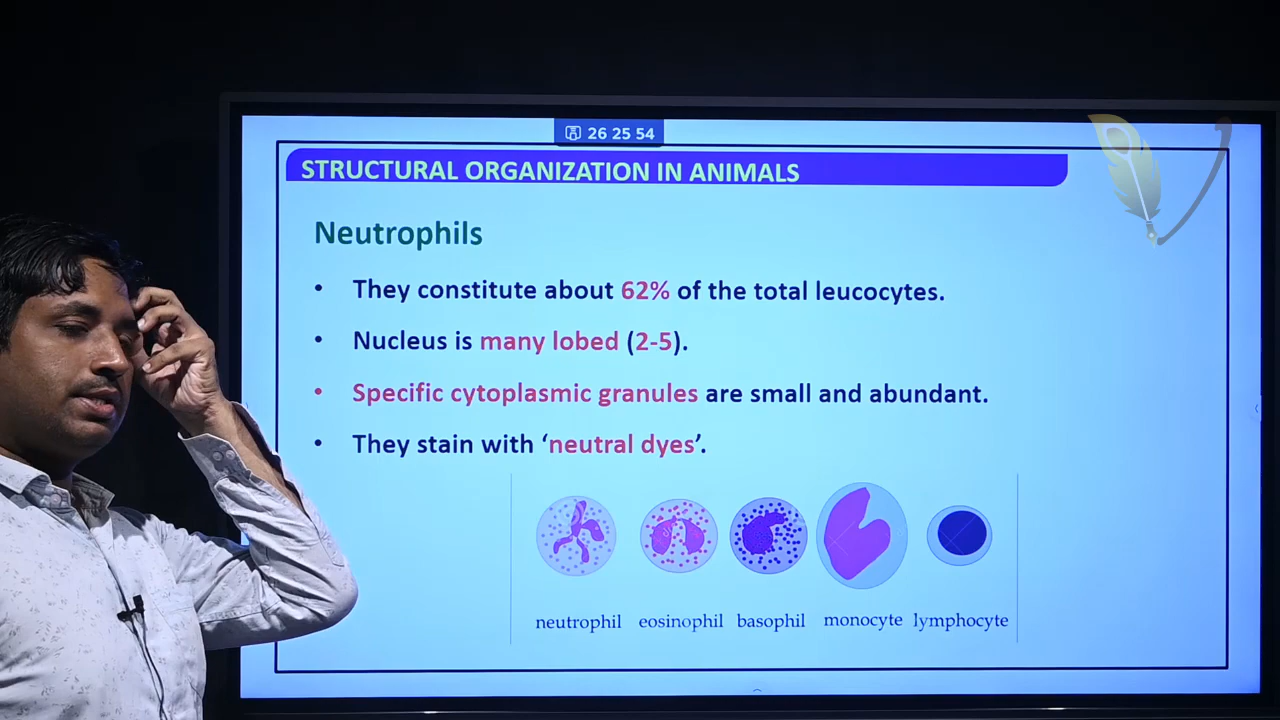 26 25 54
STRUCTURAL ORGANIZATION IN ANIMALS
Neutrophils
• They constitute about 62% of the total leucocytes.
• Nucleus is many lobed (2-5).
• Specific cytoplasmic granules are small and abundant.
• They stain with ‘neutral dyes’.
neutrophil eosinophil basophil monocyte lymphocyte